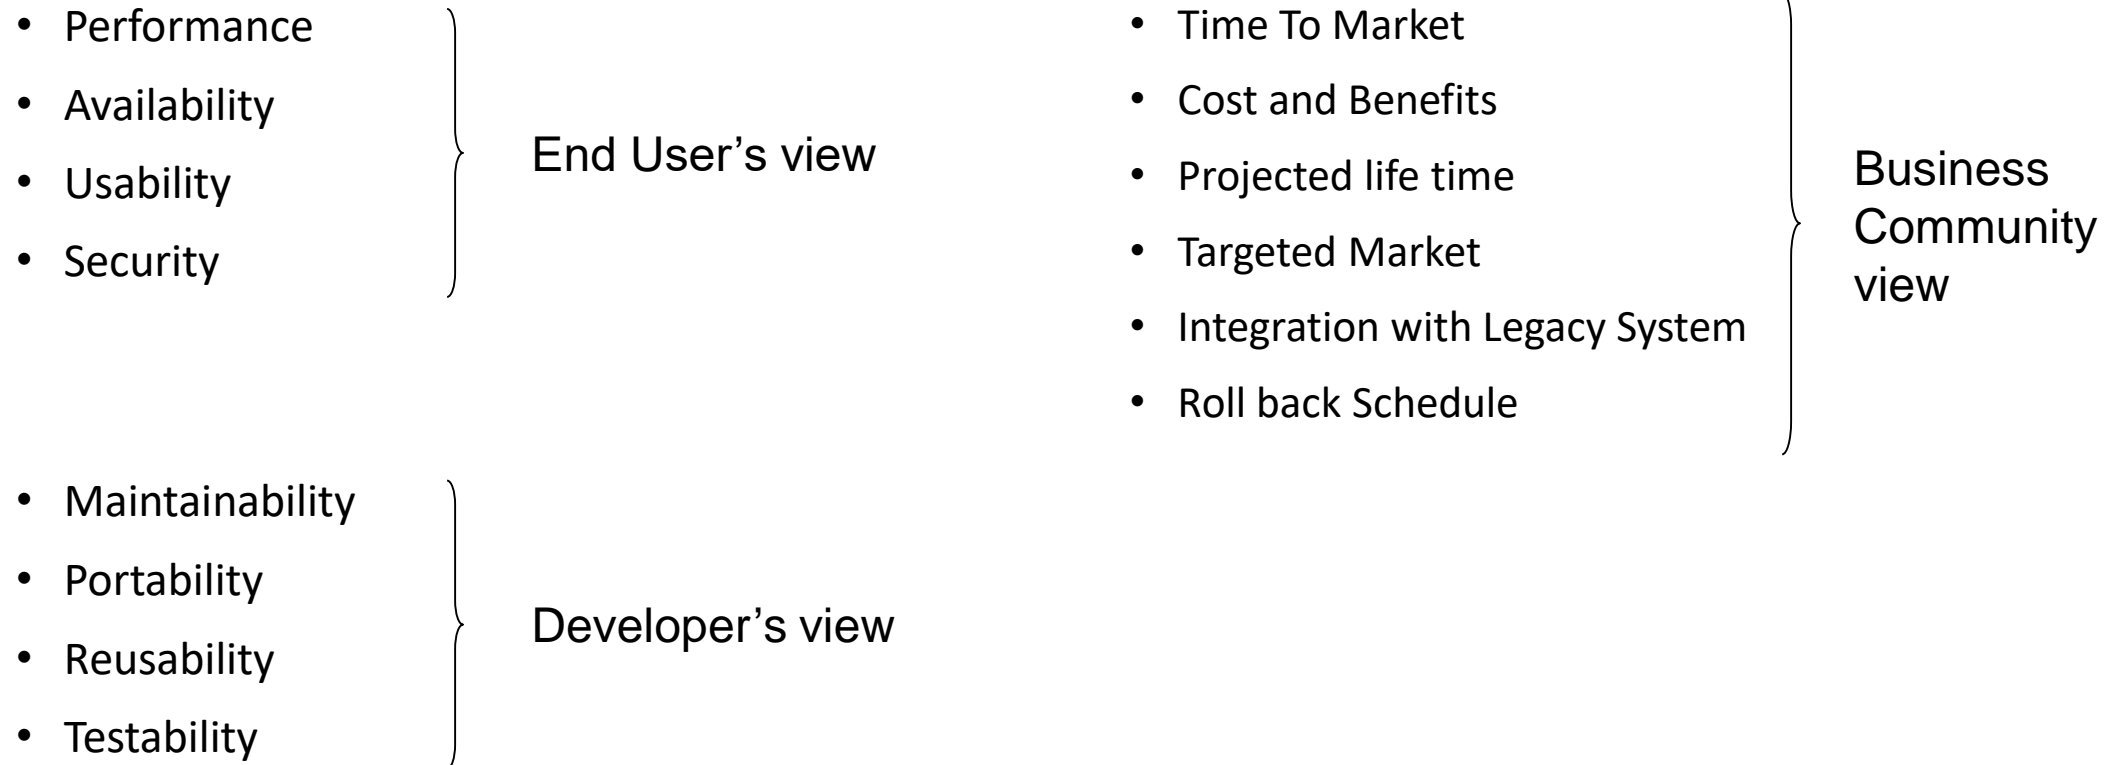 • Performance
• Availability
• Usability
• Security
End User’s view
• Maintainability
• Portability
• Reusability
• Testability
Developer’s view
• Time To Market
• Cost and Benefits
• Projected life time
• Targeted Market
• Integration with Legacy System
• Roll back Schedule
Business
Community
view